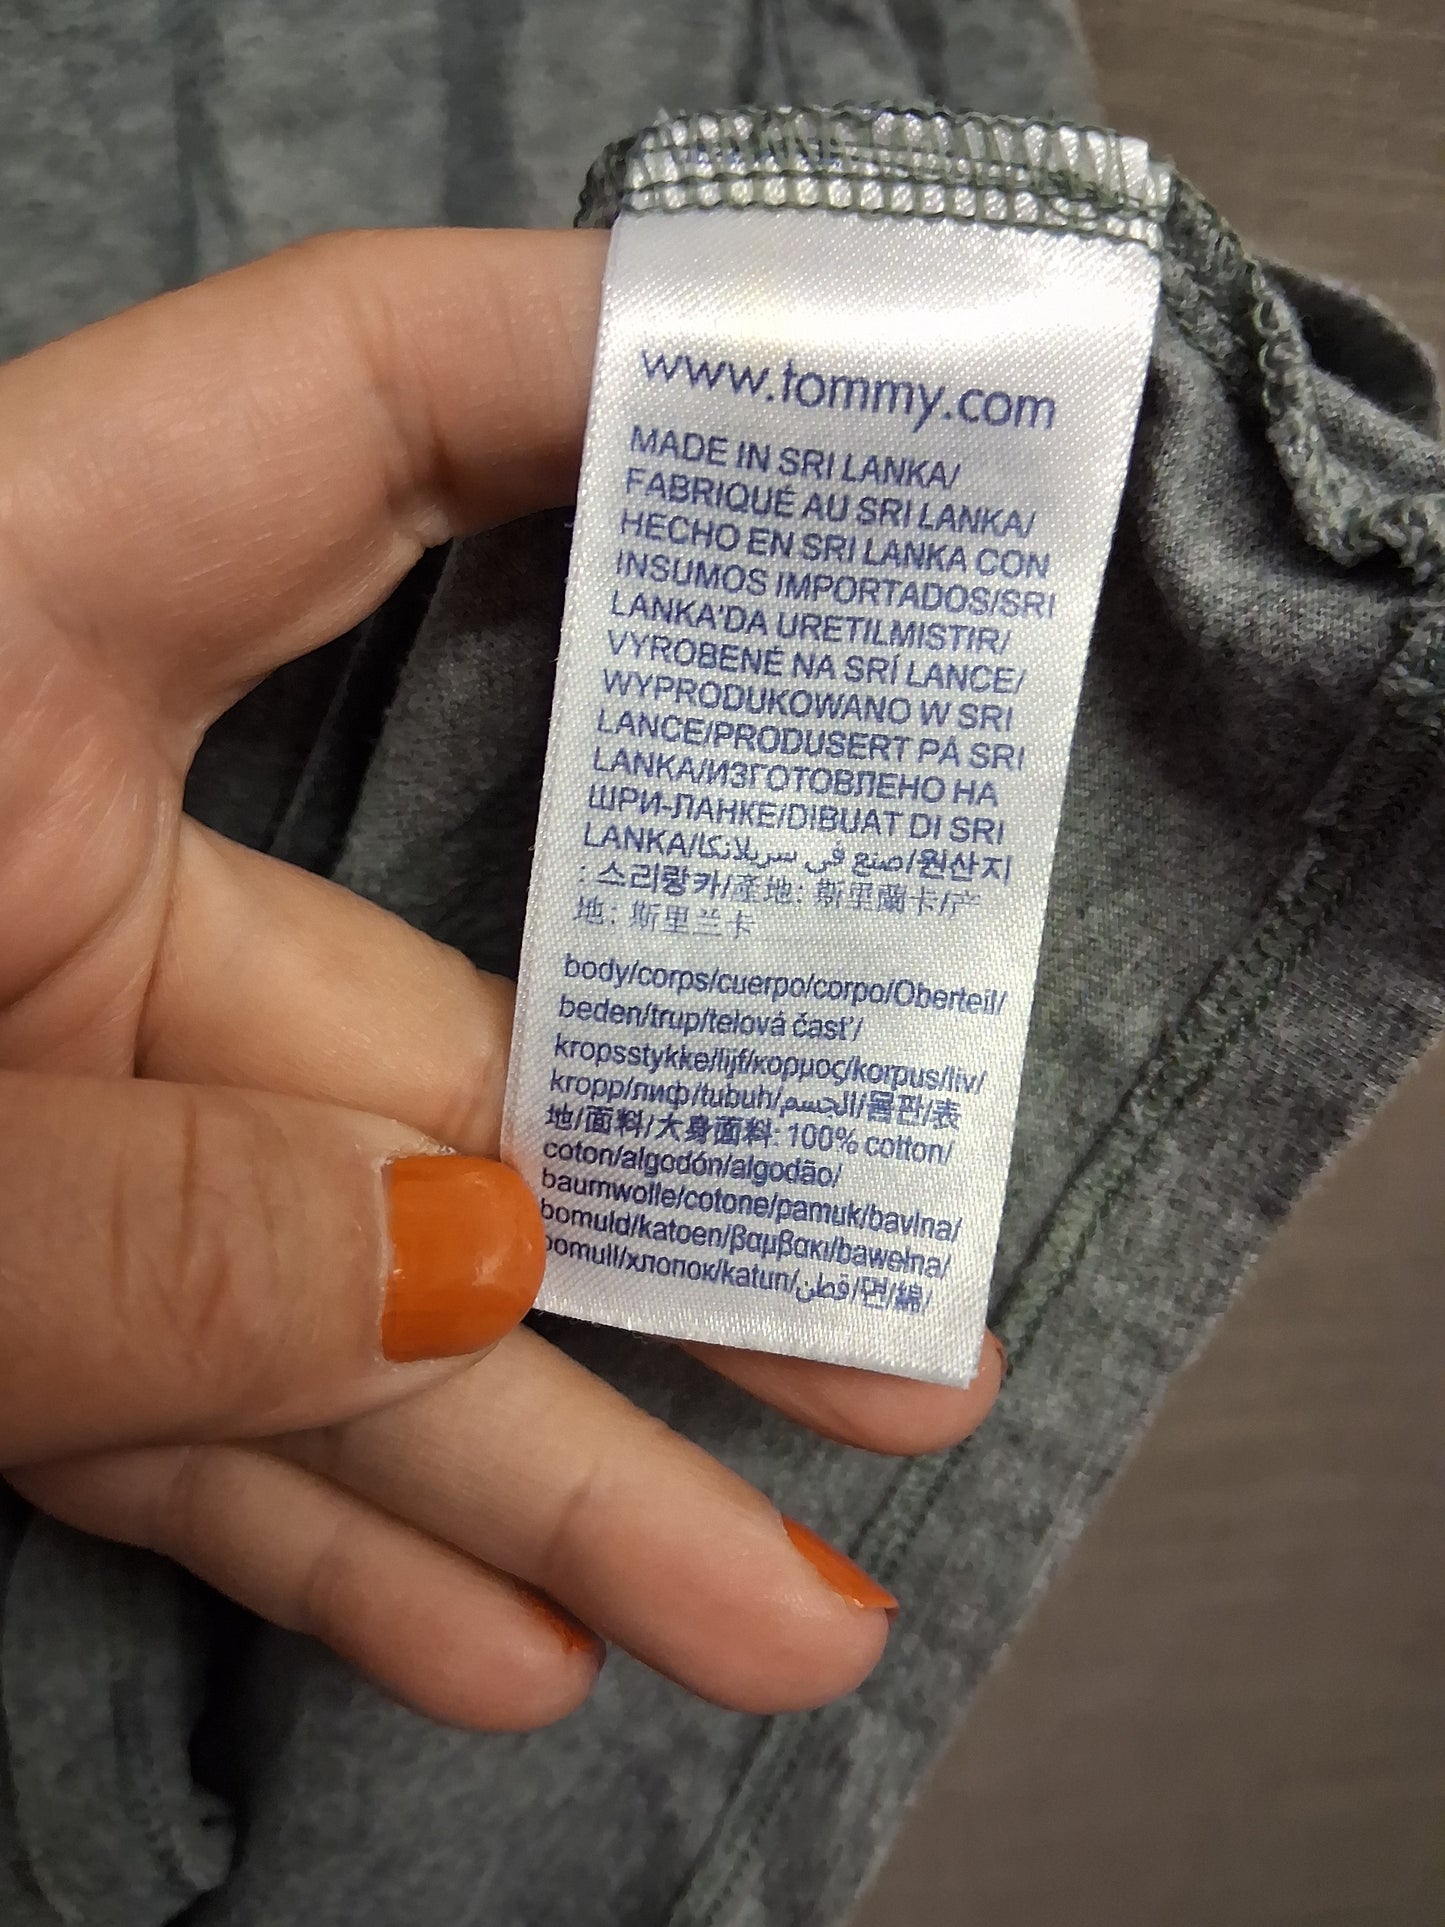 www.tommy.com
MADE IN SRI LANKA/
FABRIQUÉ AU SRI LANKA/
HECHO EN SRI LANKA CON
INSUMOS IMPORTADOS/SRI
LANKA'DA URETILMISTIR/
VYROBENÉ NA SRÍ LANCE/
WYPRODUKOWANO W SRI
LANCE/PRODUSERT PA SRI
LANKA/ИЗГОТОВЛЕНО НА
ШРИ-ЛАНКЕ/DIBUAT DI SRI
LANKA/صنع في سريلانكا/원산지
: 스리랑카/產地: 斯里蘭卡/产
地: 斯里兰卡
body/corps/cuerpo/corpo/Oberteil/
beden/trup/telová časť/
kropsstykke/lijf/κορμος/korpus/liv/
kropp/лиф/tubuh/الجسم/몸판/表
地/面料/大身面料: 100% cotton/
coton/algodón/algodão/
baumwolle/cotone/pamuk/bavlna/
bomuld/katoen/βαμβακι/bawełna/
bomull/хлопок/katun/قطن/면/綿/